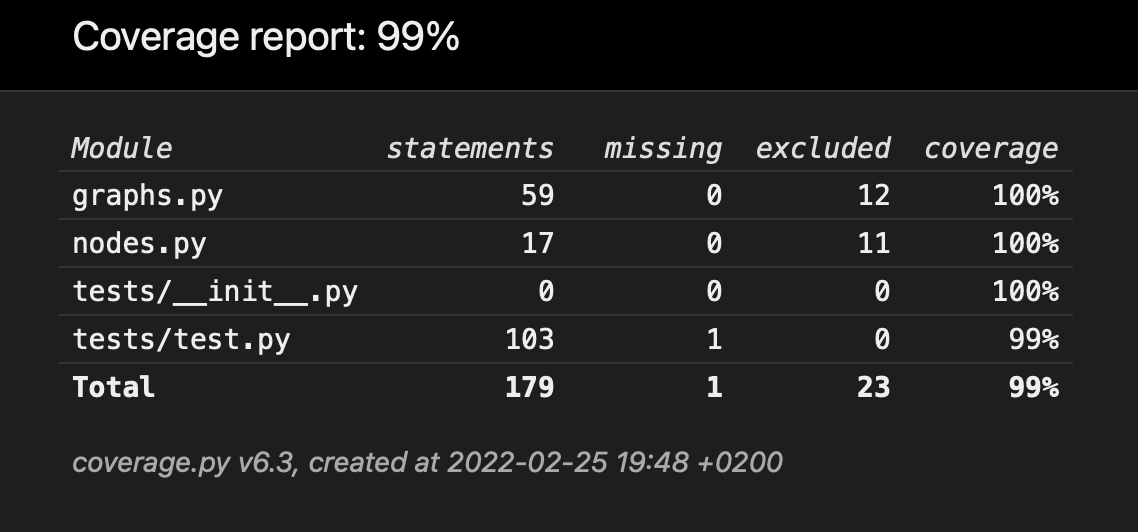 Coverage report: 99%
Module statements missing excluded coverage
graphs.py 59 0 12 100%
nodes.py 17 0 11 100%
tests/__init__.py 0 0 0 100%
tests/test.py 103 1 0 99%
Total 179 1 23 99%
coverage.py v6.3, created at 2022-02-25 19:48 +0200